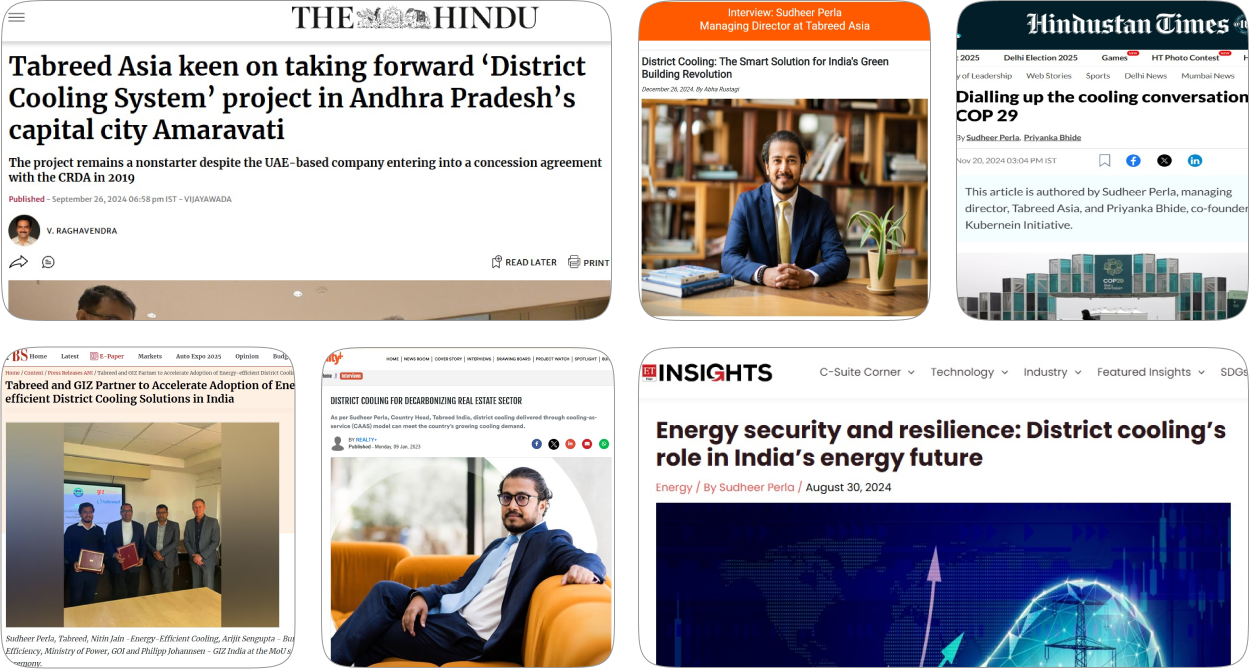 THE HINDU
Tabreed Asia keen on taking forward ‘District
Cooling System’ project in Andhra Pradesh’s
capital city Amaravati
The project remains a nonstarter despite the UAE-based company entering into a concession agreement
with the CRDA in 2019
Published - September 26, 2024 06:58 pm IST - VIJAYAWADA
V. RAGHAVENDRA
READ LATER
PRINT
Interview: Sudheer Perla
Managing Director at Tabreed Asia
District Cooling: The Smart Solution for India's Green
Building Revolution
December 26, 2024. By Abha Rustagi
Hindustan Times
2025 Delhi Election 2025 Games HT Photo Contest
y of Leadership Web Stories Sports Delhi News Mumbai News
Dialling up the cooling conversation
COP 29
By Sudheer Perla, Priyanka Bhide
Nov 20, 2024 03:04 PM IST
This article is authored by Sudheer Perla, managing
director, Tabreed Asia, and Priyanka Bhide, co-founder
Kubernein Initiative.
COP29
BS Home Latest E-Paper Markets Auto Expo 2025 Opinion Budg
Home / Content / Press Releases ANI / Tabreed and GIZ Partner to Accelerate Adoption of Energy-efficient District Cooli
Tabreed and GIZ Partner to Accelerate Adoption of Ene
efficient District Cooling Solutions in India
giz
Sudheer Perla, Tabreed, Nitin Jain - Energy-Efficient Cooling, Arijit Sengupta - Bu
Efficiency, Ministry of Power, GOI and Philipp Johannsen - GIZ India at the MoU s
eremony.
lty+
HOME | NEWS ROOM | COVER STORY | INTERVIEWS | DRAWING BOARD | PROJECT WATCH | SPOTLIGHT | BU
Home Interviews
DISTRICT COOLING FOR DECARBONIZING REAL ESTATE SECTOR
As per Sudheer Perla, Country Head, Tabreed India, district cooling delivered through cooling-as-
service (CAAS) model can meet the country's growing cooling demand.
BY REALTY+
Published - Monday, 09 Jan, 2023
ET INSIGHTS
C-Suite Corner Technology Industry Featured Insights SDGs
Energy security and resilience: District cooling’s
role in India’s energy future
Energy / By Sudheer Perla / August 30, 2024